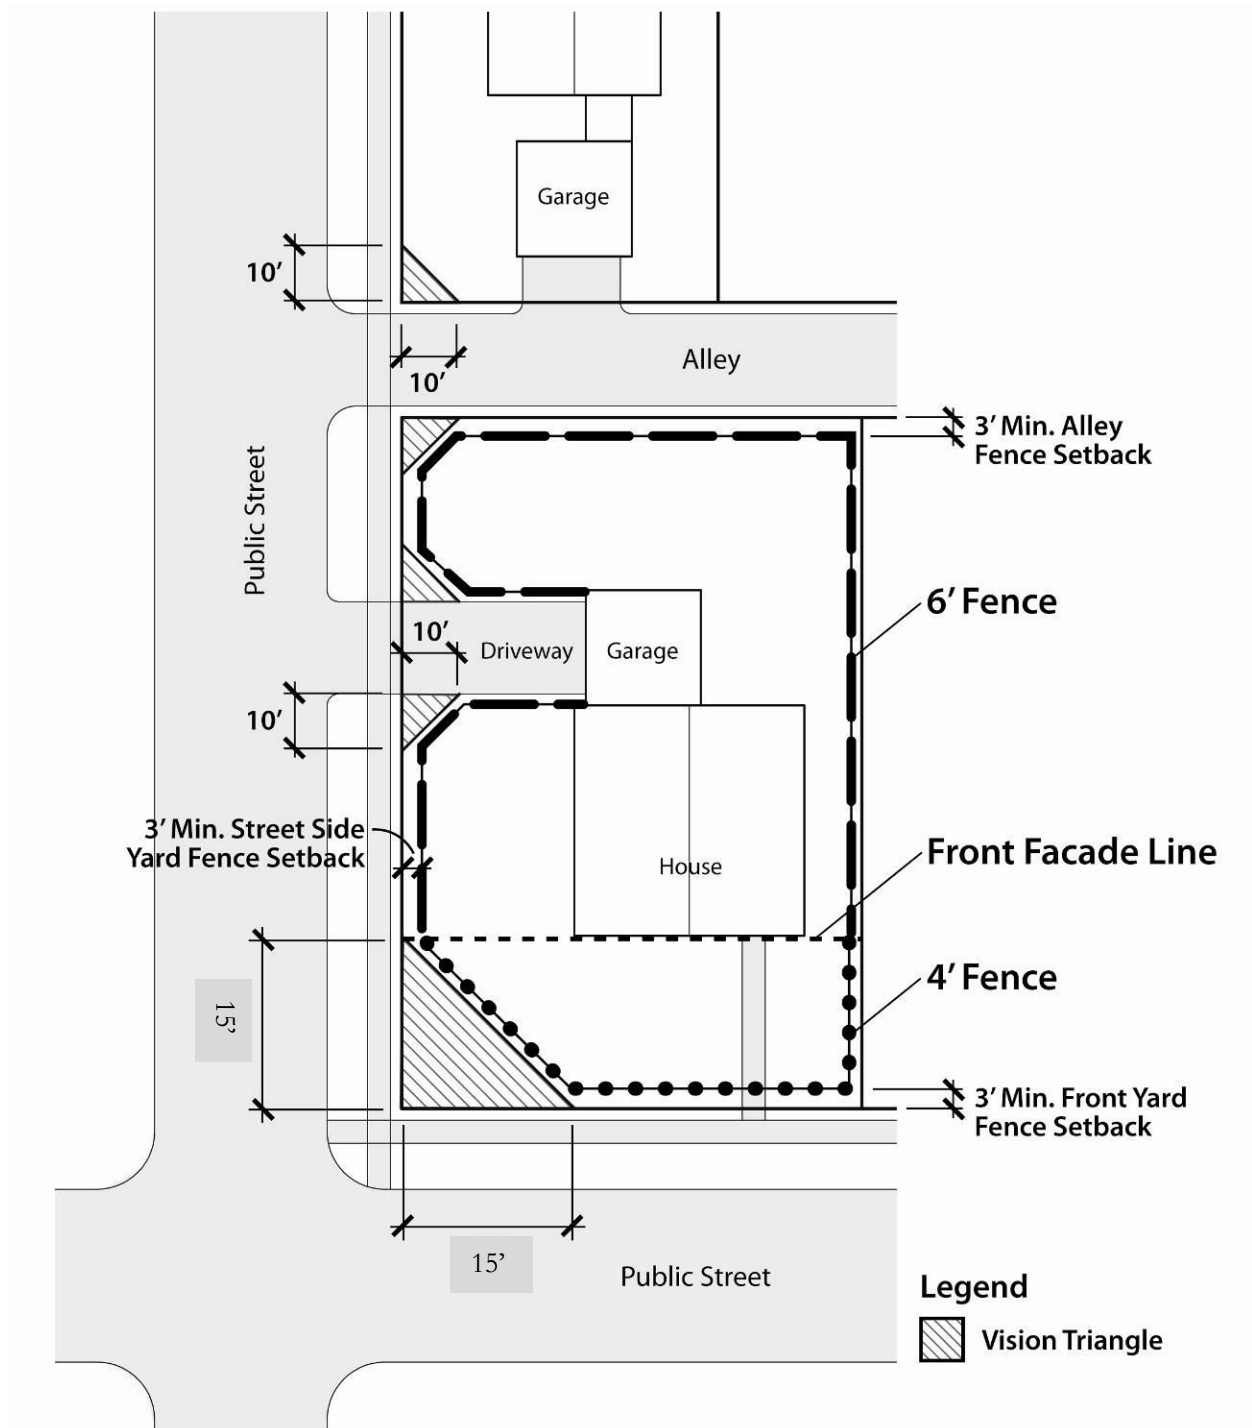 Garage
10’
Alley
10’
3’ Min. Alley
Fence Setback
Public Street
6’ Fence
10’
Driveway
Garage
10’
3’ Min. Street Side
Yard Fence Setback
Front Facade Line
House
4’ Fence
15’
3’ Min. Front Yard
Fence Setback
15’
Public Street
Legend
Vision Triangle